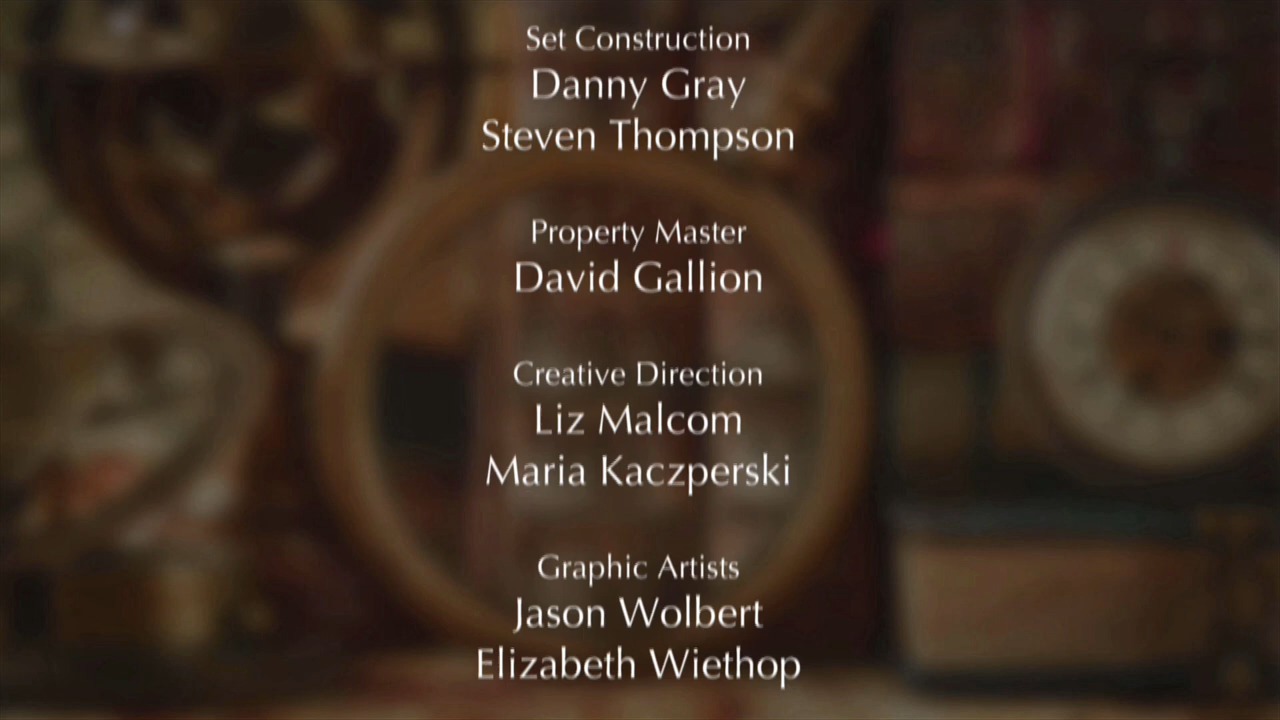 Set Construction
Danny Gray
Steven Thompson
Property Master
David Gallion
Creative Direction
Liz Malcom
Maria Kaczperski
Graphic Artists
Jason Wolbert
Elizabeth Wiethop